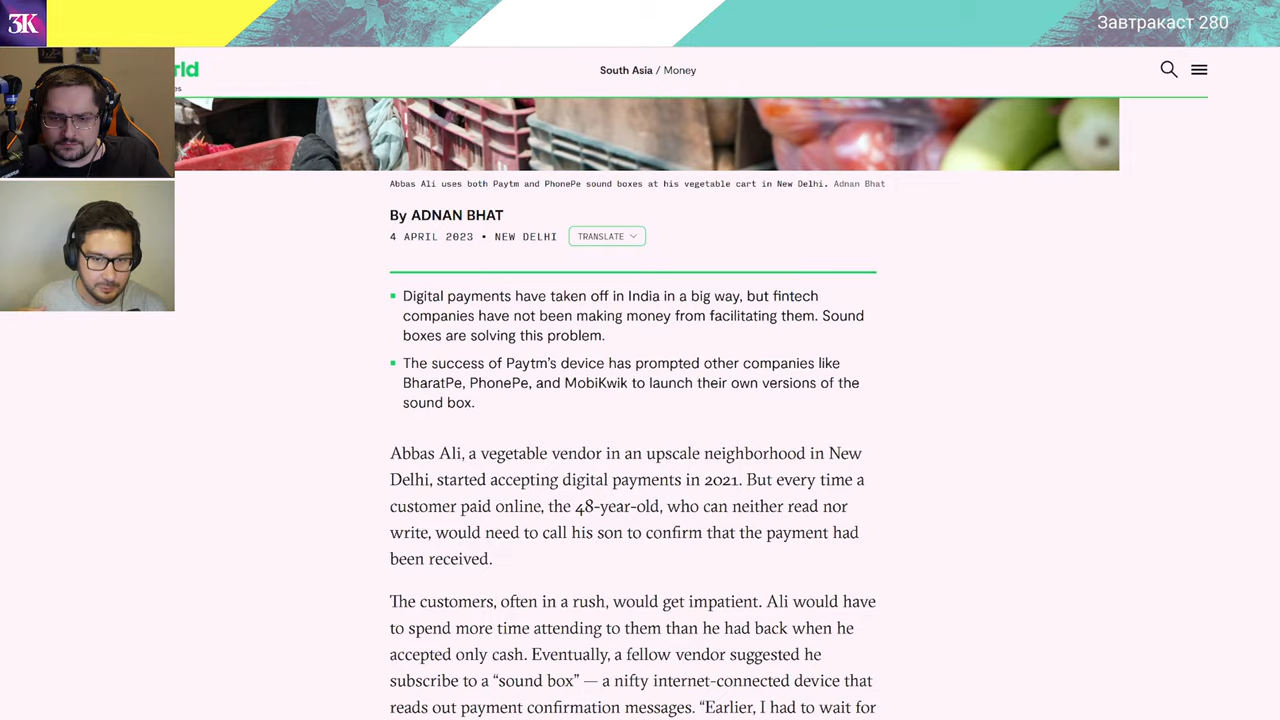 3K
Завтракаст 280
rld
es
South Asia / Money
Abbas Ali uses both Paytm and PhonePe sound boxes at his vegetable cart in New Delhi. Adnan Bhat
By ADNAN BHAT
4 APRIL 2023 • NEW DELHI
TRANSLATE
Digital payments have taken off in India in a big way, but fintech
companies have not been making money from facilitating them. Sound
boxes are solving this problem.
The success of Paytm’s device has prompted other companies like
BharatPe, PhonePe, and MobiKwik to launch their own versions of the
sound box.
Abbas Ali, a vegetable vendor in an upscale neighborhood in New
Delhi, started accepting digital payments in 2021. But every time a
customer paid online, the 48-year-old, who can neither read nor
write, would need to call his son to confirm that the payment had
been received.
The customers, often in a rush, would get impatient. Ali would have
to spend more time attending to them than he had back when he
accepted only cash. Eventually, a fellow vendor suggested he
subscribe to a “sound box” — a nifty internet-connected device that
reads out payment confirmation messages. “Earlier, I had to wait for